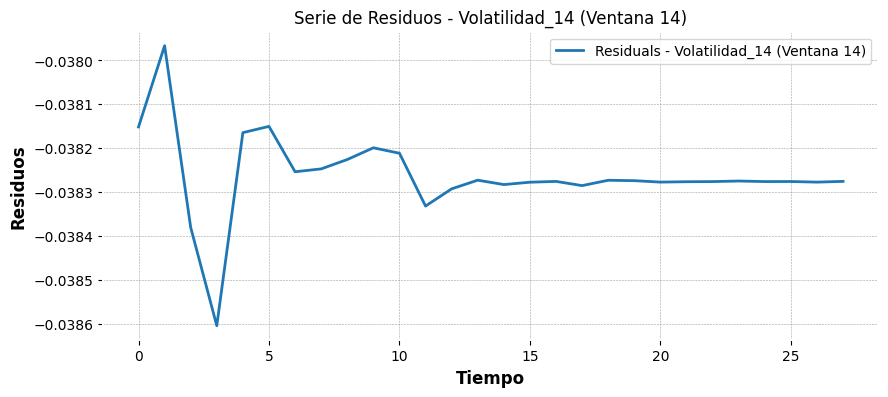 Serie de Residuos - Volatilidad_14 (Ventana 14)
Residuals - Volatilidad_14 (Ventana 14)
−0.0380
−0.0381
−0.0382
−0.0383
−0.0384
−0.0385
−0.0386
Residuos
0 5 10 15 20 25
Tiempo